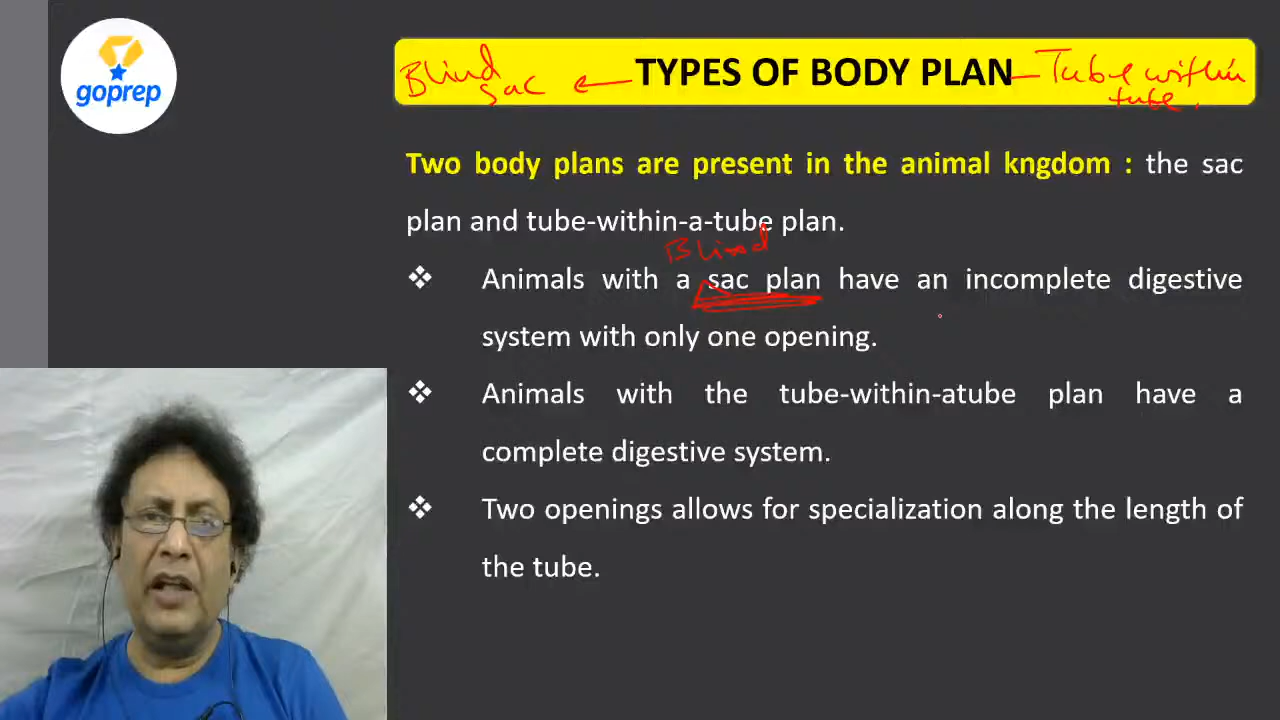 goprep
Blind sac ← TYPES OF BODY PLAN – Tube within
tube.
Two body plans are present in the animal kngdom : the sac
plan and tube-within-a-tube plan.
Blind
❖ Animals with a sac plan have an incomplete digestive
system with only one opening.
❖ Animals with the tube-within-atube plan have a
complete digestive system.
❖ Two openings allows for specialization along the length of
the tube.